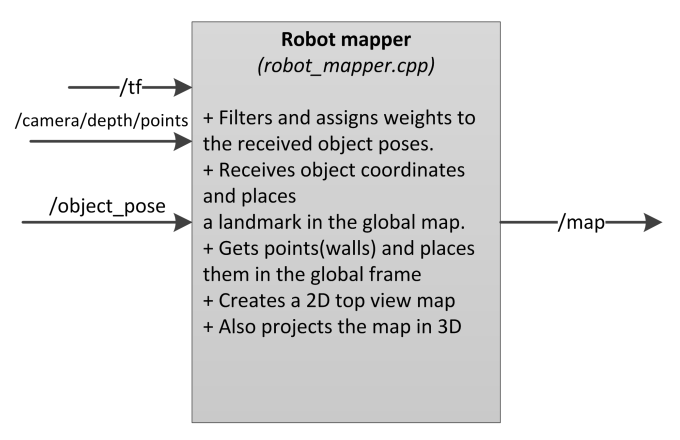 Robot mapper
(robot_mapper.cpp)
/tf
/camera/depth/points
/object_pose
+ Filters and assigns weights to
the received object poses.
+ Receives object coordinates
and places
a landmark in the global map.
+ Gets points(walls) and places
them in the global frame
+ Creates a 2D top view map
+ Also projects the map in 3D
/map